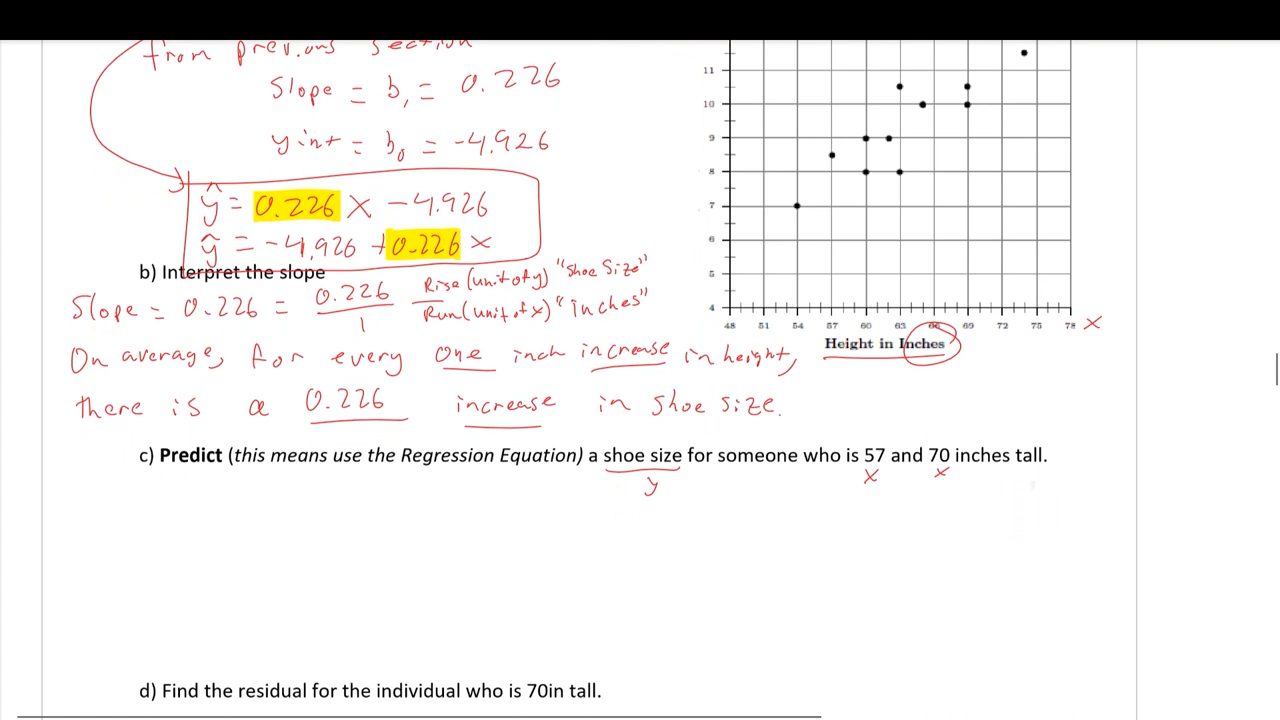 from previous section
Slope = b₁ = 0.226
y int = b₀ = -4.926
ŷ = 0.226 x - 4.926
ŷ = -4.926 + 0.226 x
b) Interpret the slope
Slope = 0.226 = 0.226 / 1 Rise (unit of y) "Shoe Size" / Run (unit of x) "inches"
On average, for every one inch increase in height,
there is a 0.226 increase in shoe size.
11
10
9
8
7
6
5
4
48 51 54 57 60 63 66 69 72 75 78 x
Height in Inches
c) Predict (this means use the Regression Equation) a shoe size for someone who is 57 and 70 inches tall.
y x x
d) Find the residual for the individual who is 70in tall.